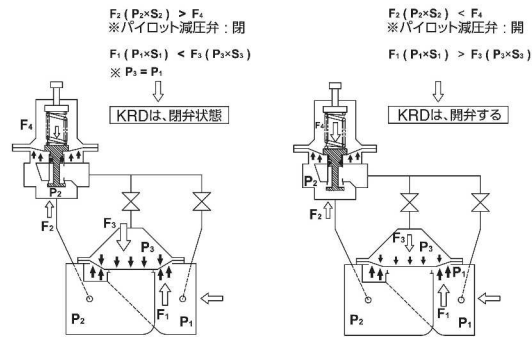 F₂ ( P₂×S₂ ) > F₄
※パイロット減圧弁 : 閉
F₁ ( P₁×S₁ ) < F₃ ( P₃×S₃ )
※ P₃ = P₁
KRDは、閉弁状態
F₄
P₂
F₂
F₃
P₃
P₂
F₁
P₁
F₂ ( P₂×S₂ ) < F₄
※パイロット減圧弁 : 開
F₁ ( P₁×S₁ ) > F₃ ( P₃×S₃ )
KRDは、開弁する
F₄
P₂
F₂
F₃
P₃
P₁
P₂
F₁
P₁